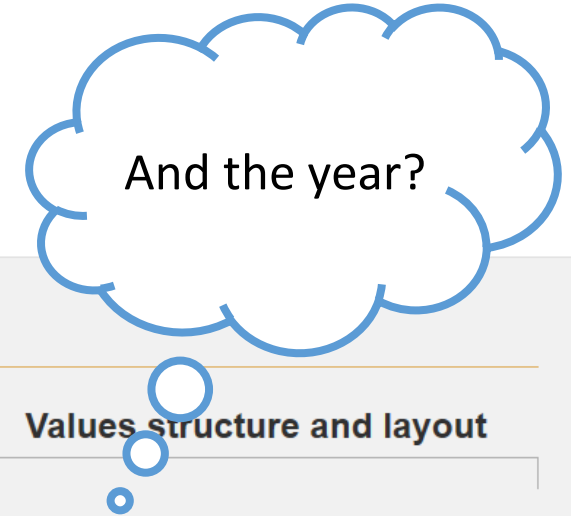 And the year?
Values structure and layout